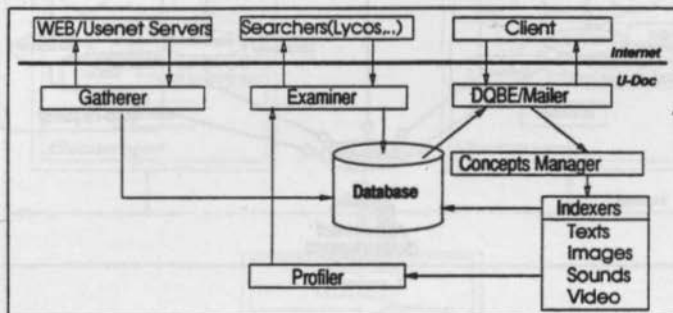 WEB/Usenet Servers
Searchers(Lycos,..)
Client
Internet
U-Doc
Gatherer
Examiner
DQBE/Mailer
Database
Concepts Manager
Indexers
Texts
Images
Sounds
Video
Profiler